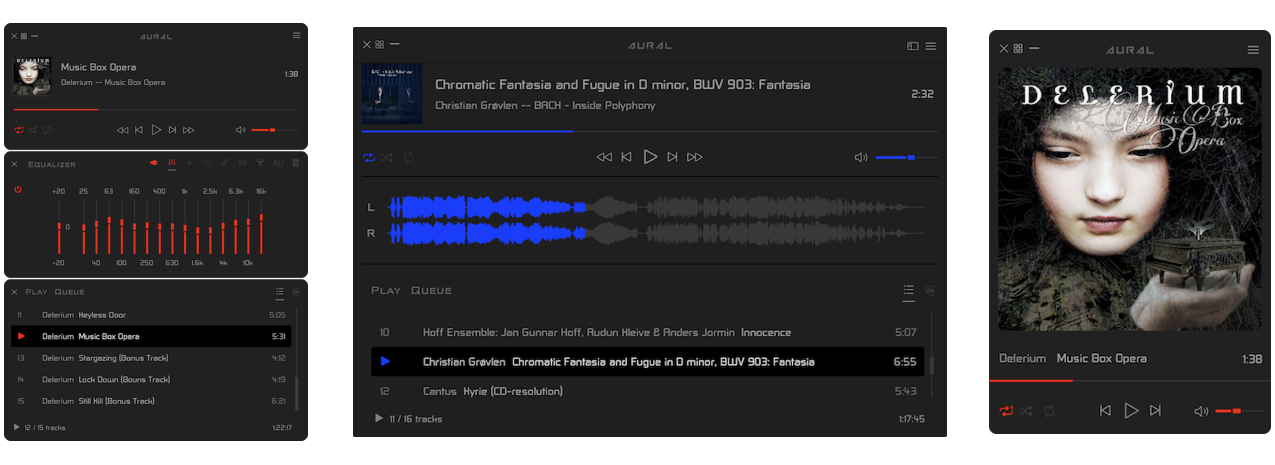 AURAL
Music Box Opera
Delerium -- Music Box Opera
1:38
Equalizer
AU
+20 25 63 160 400 1k 2.5k 6.3k 16k
0
-20 40 100 250 630 1.6k 4k 10k
Play Queue
11 Delerium Keyless Door 5:05
Delerium Music Box Opera 5:31
13 Delerium Stargazing (Bonus Track) 4:12
14 Delerium Lock Down (Bouns Track) 4:19
15 Delerium Still Kill (Bonus Track) 6:21
12 / 15 tracks 1:22:17
AURAL
Chromatic Fantasia and Fugue in D minor, BWV 903: Fantasia
Christian Grøvlen -- BACH - Inside Polyphony
2:32
L
R
Play Queue
10 Hoff Ensemble: Jan Gunnar Hoff, Audun Kleive & Anders Jormin Innocence 5:07
Christian Grøvlen Chromatic Fantasia and Fugue in D minor, BWV 903: Fantasia 6:55
12 Cantus Kyrie (CD-resolution) 5:43
11 / 16 tracks 1:17:45
AURAL
DELERIUM
Music Box
Opera
Delerium Music Box Opera 1:38